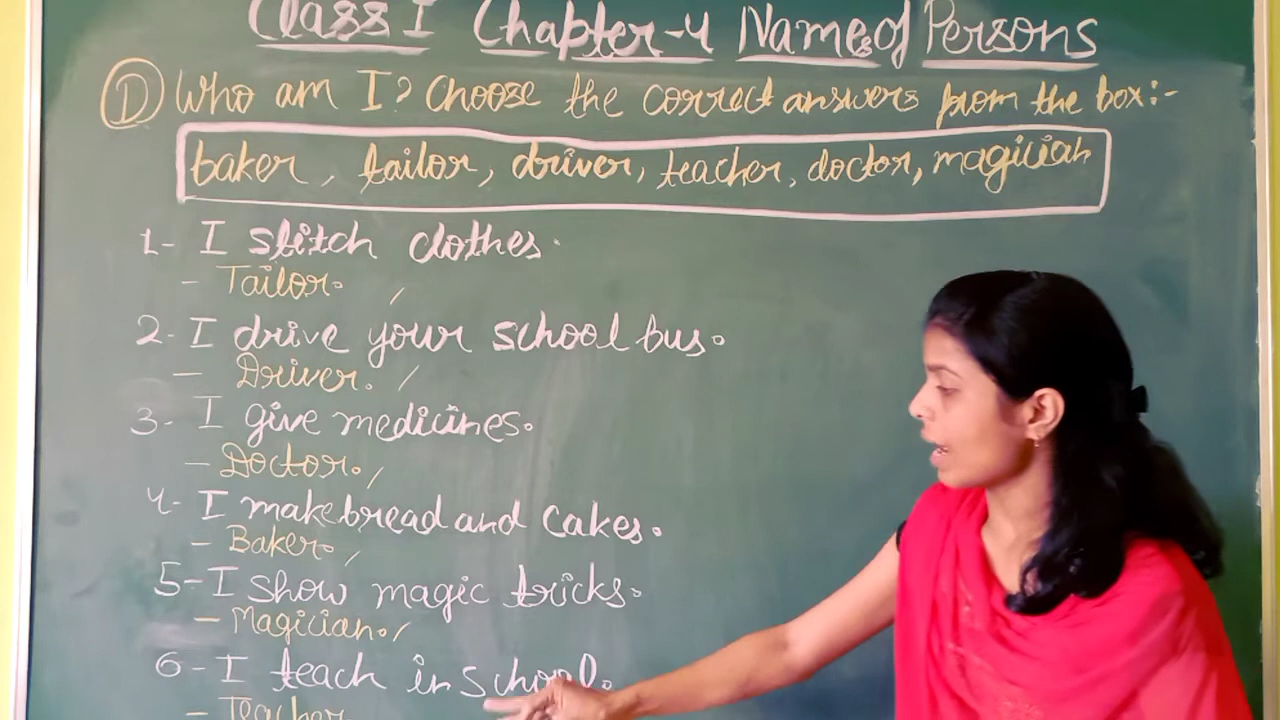 Class I Chapter-4 Name of Persons
D Who am I? Choose the correct answers from the box:-
baker, tailor, driver, teacher, doctor, magician
1- I stitch clothes.
- Tailor.
2- I drive your school bus.
- Driver.
3- I give medicines.
- Doctor.
4- I make bread and cakes.
- Baker.
5- I show magic tricks.
- Magician.
6- I teach in school.
- Teacher